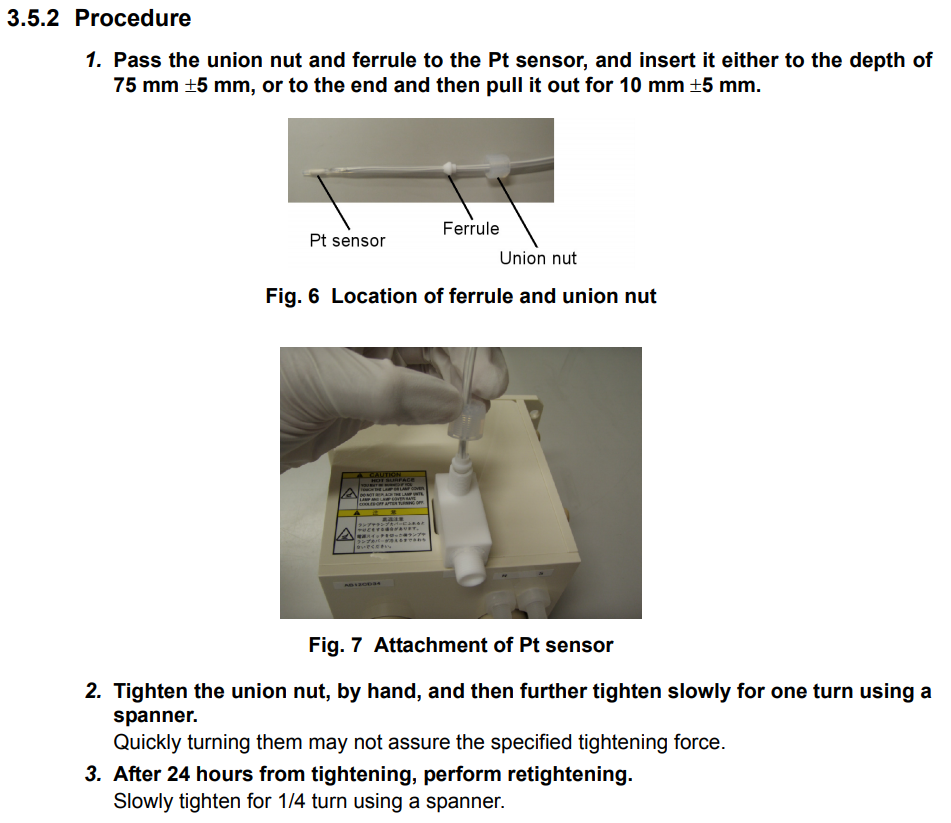 3.5.2 Procedure
1. Pass the union nut and ferrule to the Pt sensor, and insert it either to the depth of
75 mm ±5 mm, or to the end and then pull it out for 10 mm ±5 mm.
Pt sensor
Ferrule
Union nut
Fig. 6 Location of ferrule and union nut
CAUTION
HOT SURFACE
Fig. 7 Attachment of Pt sensor
2. Tighten the union nut, by hand, and then further tighten slowly for one turn using a
spanner.
Quickly turning them may not assure the specified tightening force.
3. After 24 hours from tightening, perform retightening.
Slowly tighten for 1/4 turn using a spanner.